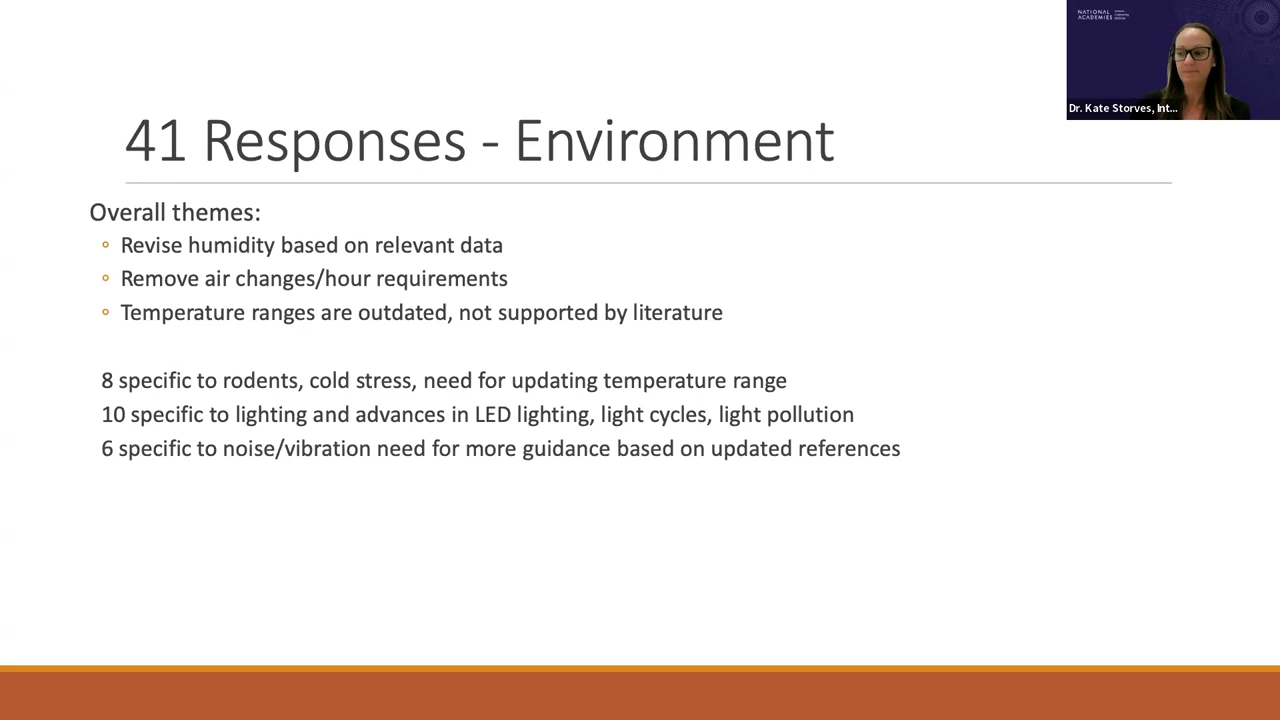 NATIONAL
ACADEMIES
Dr. Kate Storves, Int...
41 Responses - Environment
Overall themes:
Revise humidity based on relevant data
Remove air changes/hour requirements
Temperature ranges are outdated, not supported by literature
8 specific to rodents, cold stress, need for updating temperature range
10 specific to lighting and advances in LED lighting, light cycles, light pollution
6 specific to noise/vibration need for more guidance based on updated references